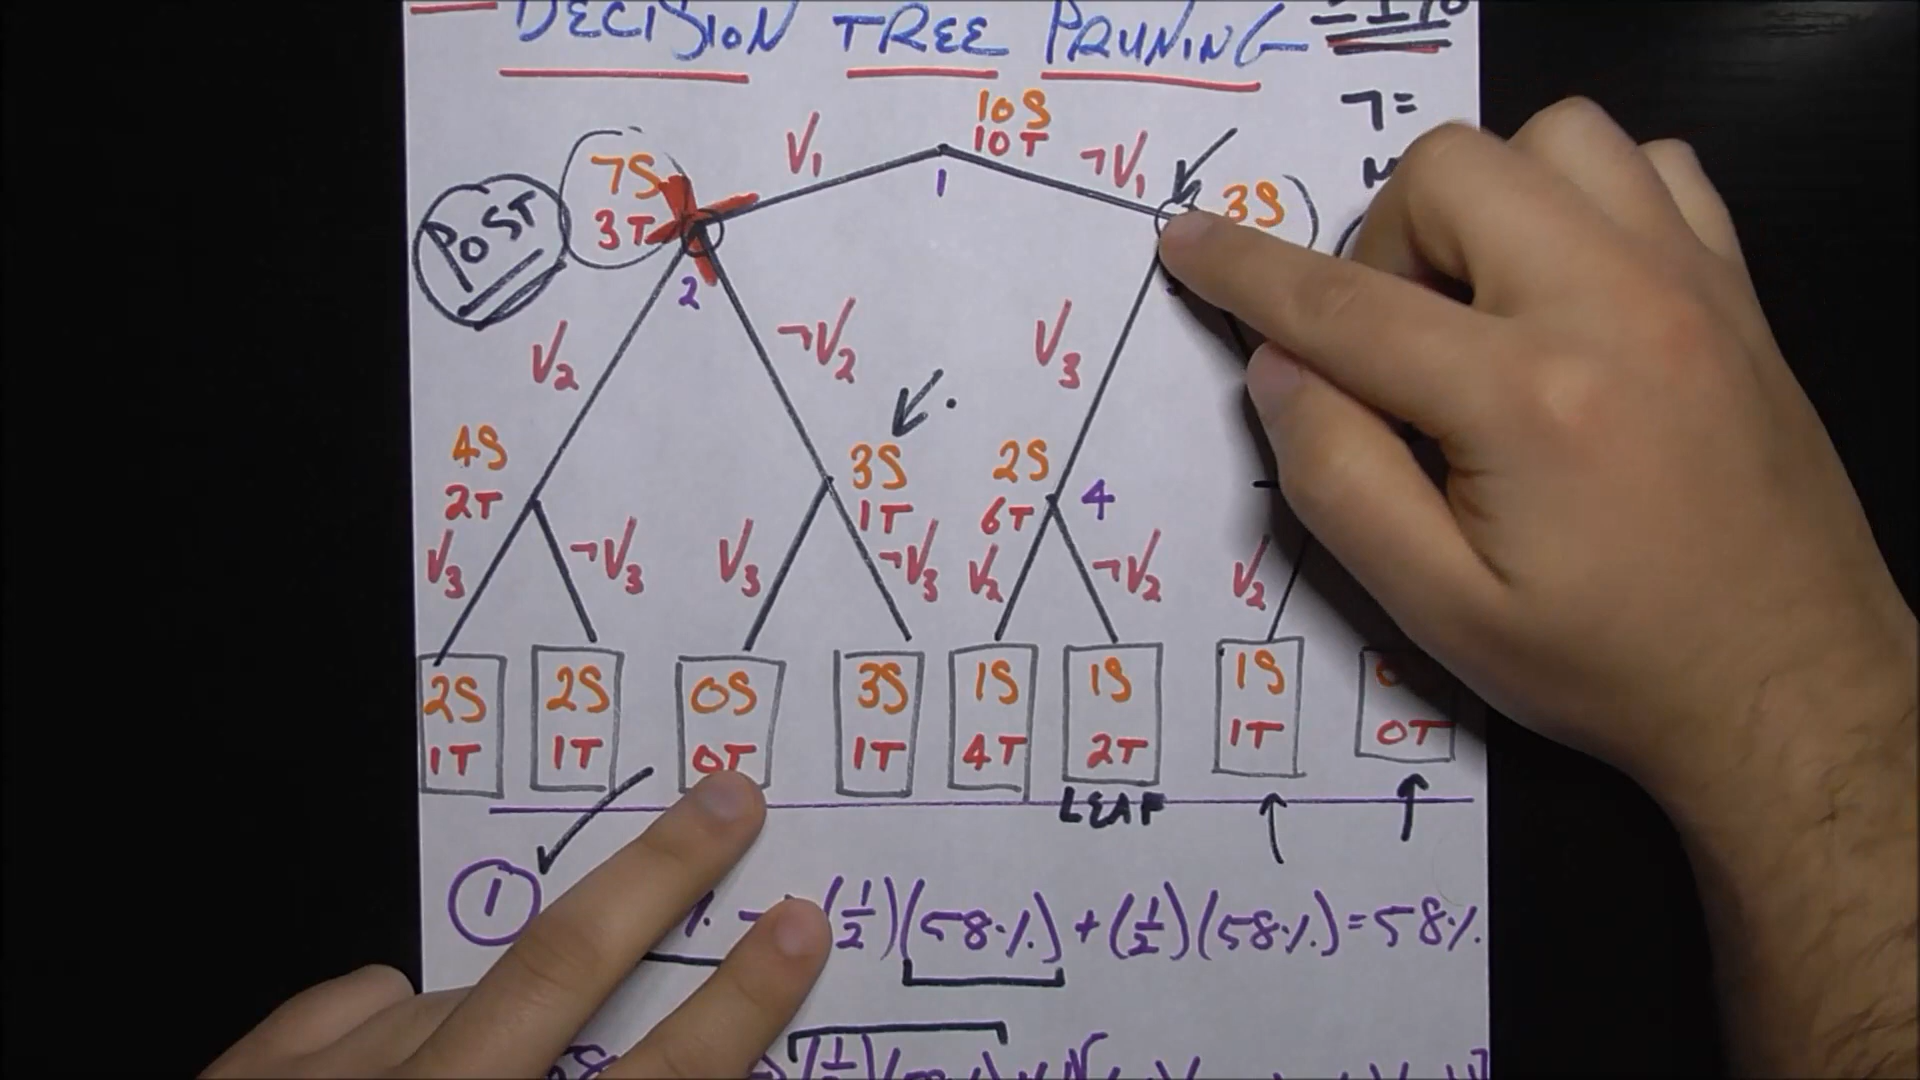 DECISION TREE PRUNING
10S
10T
V1
¬V1
7=
7S
3T
3S
POST
1
2
V2
¬V2
V3
4S
2T
3S
1T
2S
6T
4
V3
¬V3
V3
¬V3
V2
¬V2
V2
2S
1T
2S
1T
0S
0T
3S
1T
1S
4T
1S
2T
1S
1T
0T
LEAF
1
% - (1/2)(58%) + (1/2)(58%) = 58%